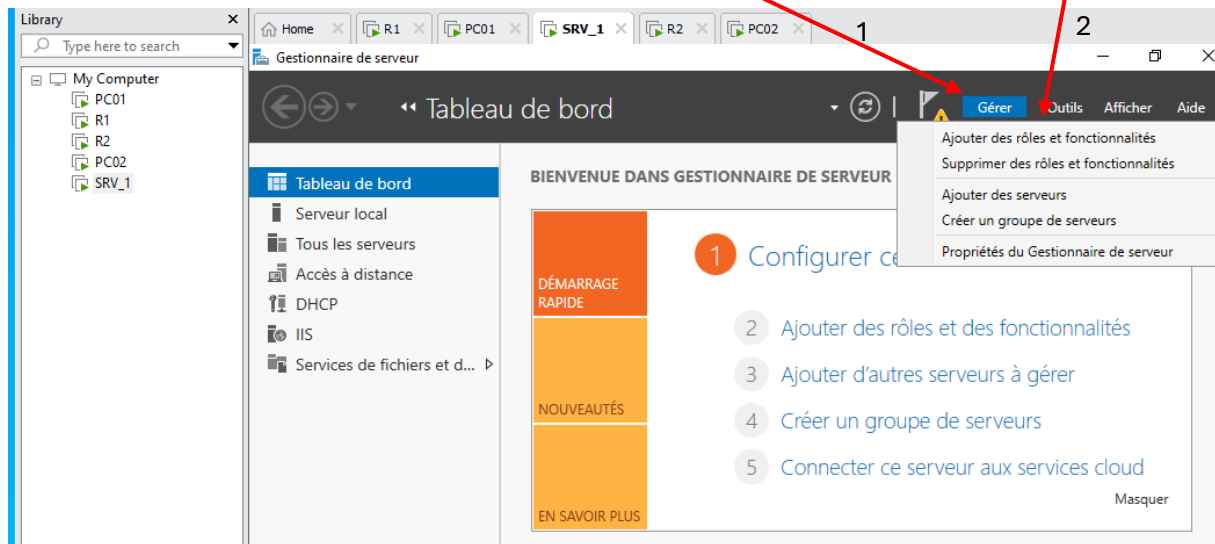 Library
Type here to search
My Computer
PC01
R1
R2
PC02
SRV_1
Home
R1
PC01
SRV_1
R2
PC02
1
2
Gestionnaire de serveur
Tableau de bord
Gérer
Outils
Afficher
Aide
Ajouter des rôles et fonctionnalités
Supprimer des rôles et fonctionnalités
Ajouter des serveurs
Créer un groupe de serveurs
Propriétés du Gestionnaire de serveur
Tableau de bord
Serveur local
Tous les serveurs
Accès à distance
DHCP
IIS
Services de fichiers et d...
BIENVENUE DANS GESTIONNAIRE DE SERVEUR
DÉMARRAGE
RAPIDE
NOUVEAUTÉS
EN SAVOIR PLUS
1 Configurer ce
2 Ajouter des rôles et des fonctionnalités
3 Ajouter d’autres serveurs à gérer
4 Créer un groupe de serveurs
5 Connecter ce serveur aux services cloud
Masquer